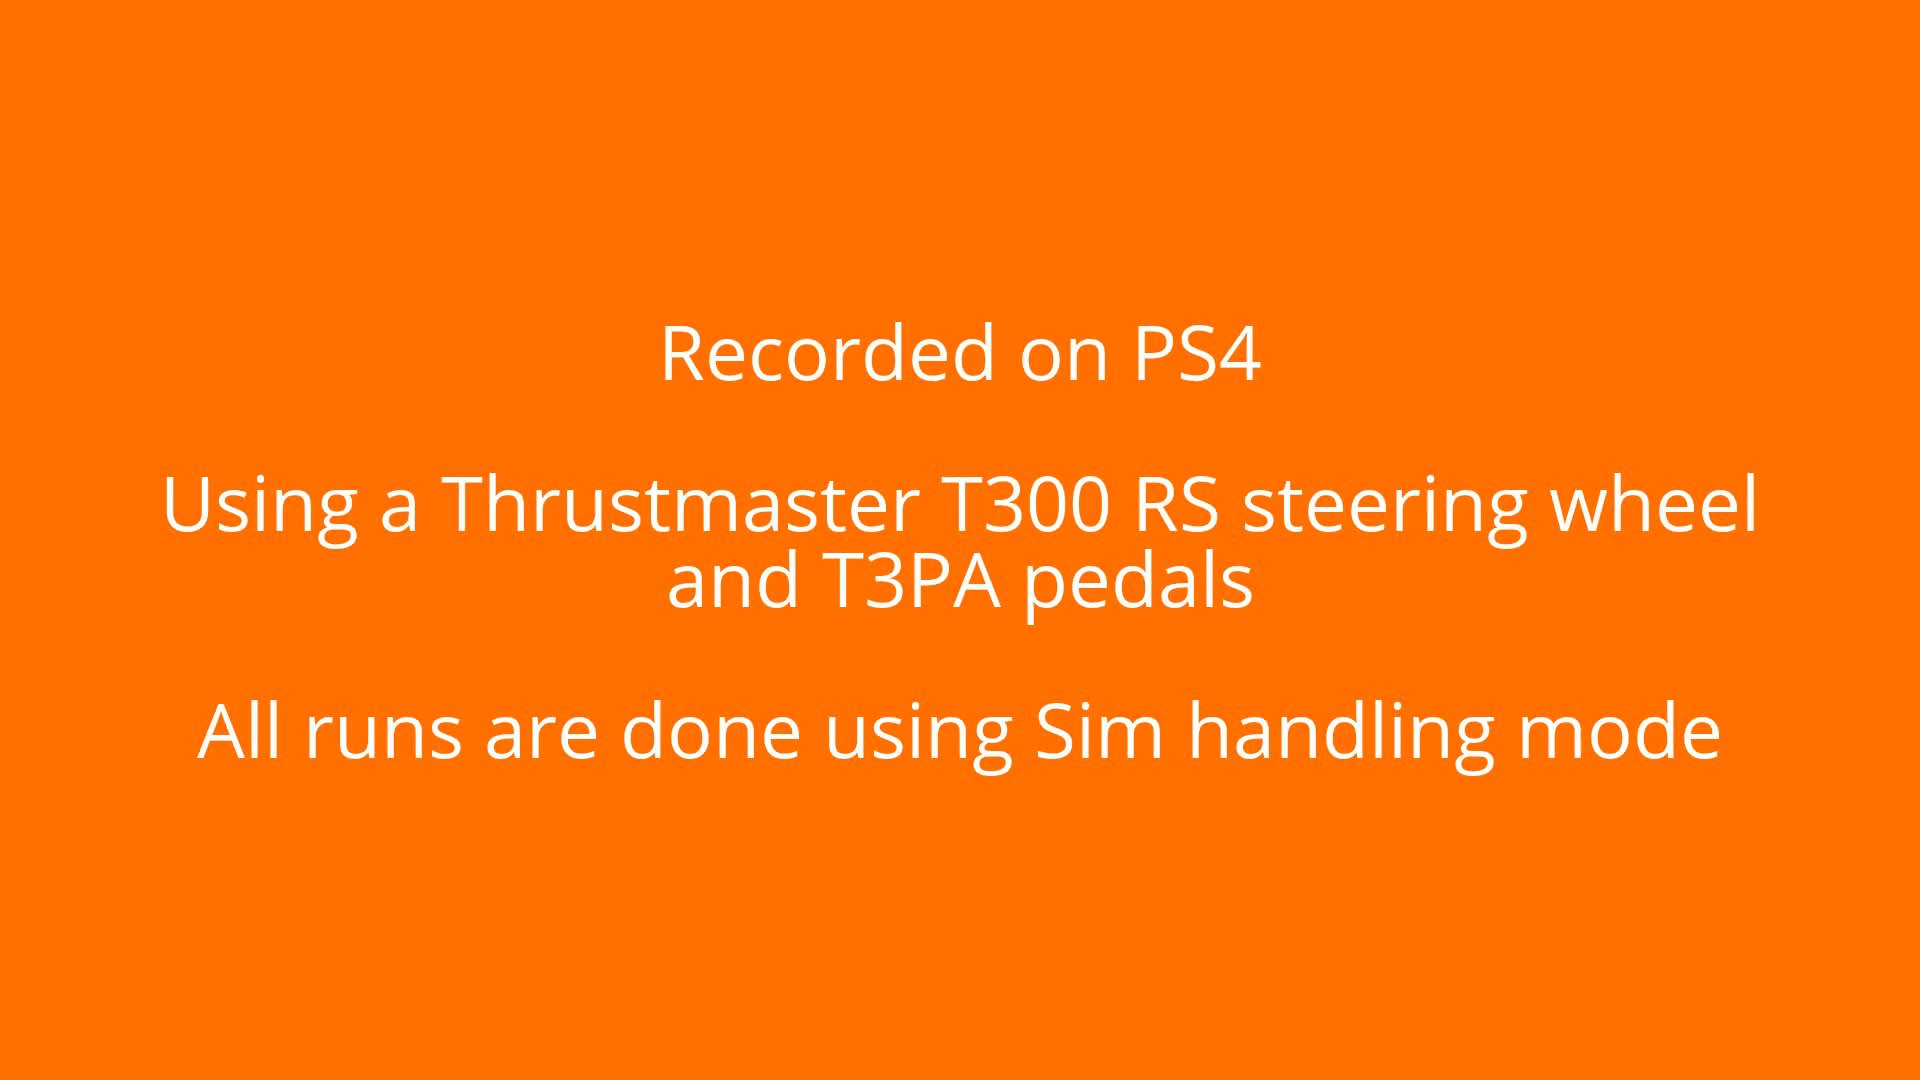 Recorded on PS4
Using a Thrustmaster T300 RS steering wheel
and T3PA pedals
All runs are done using Sim handling mode